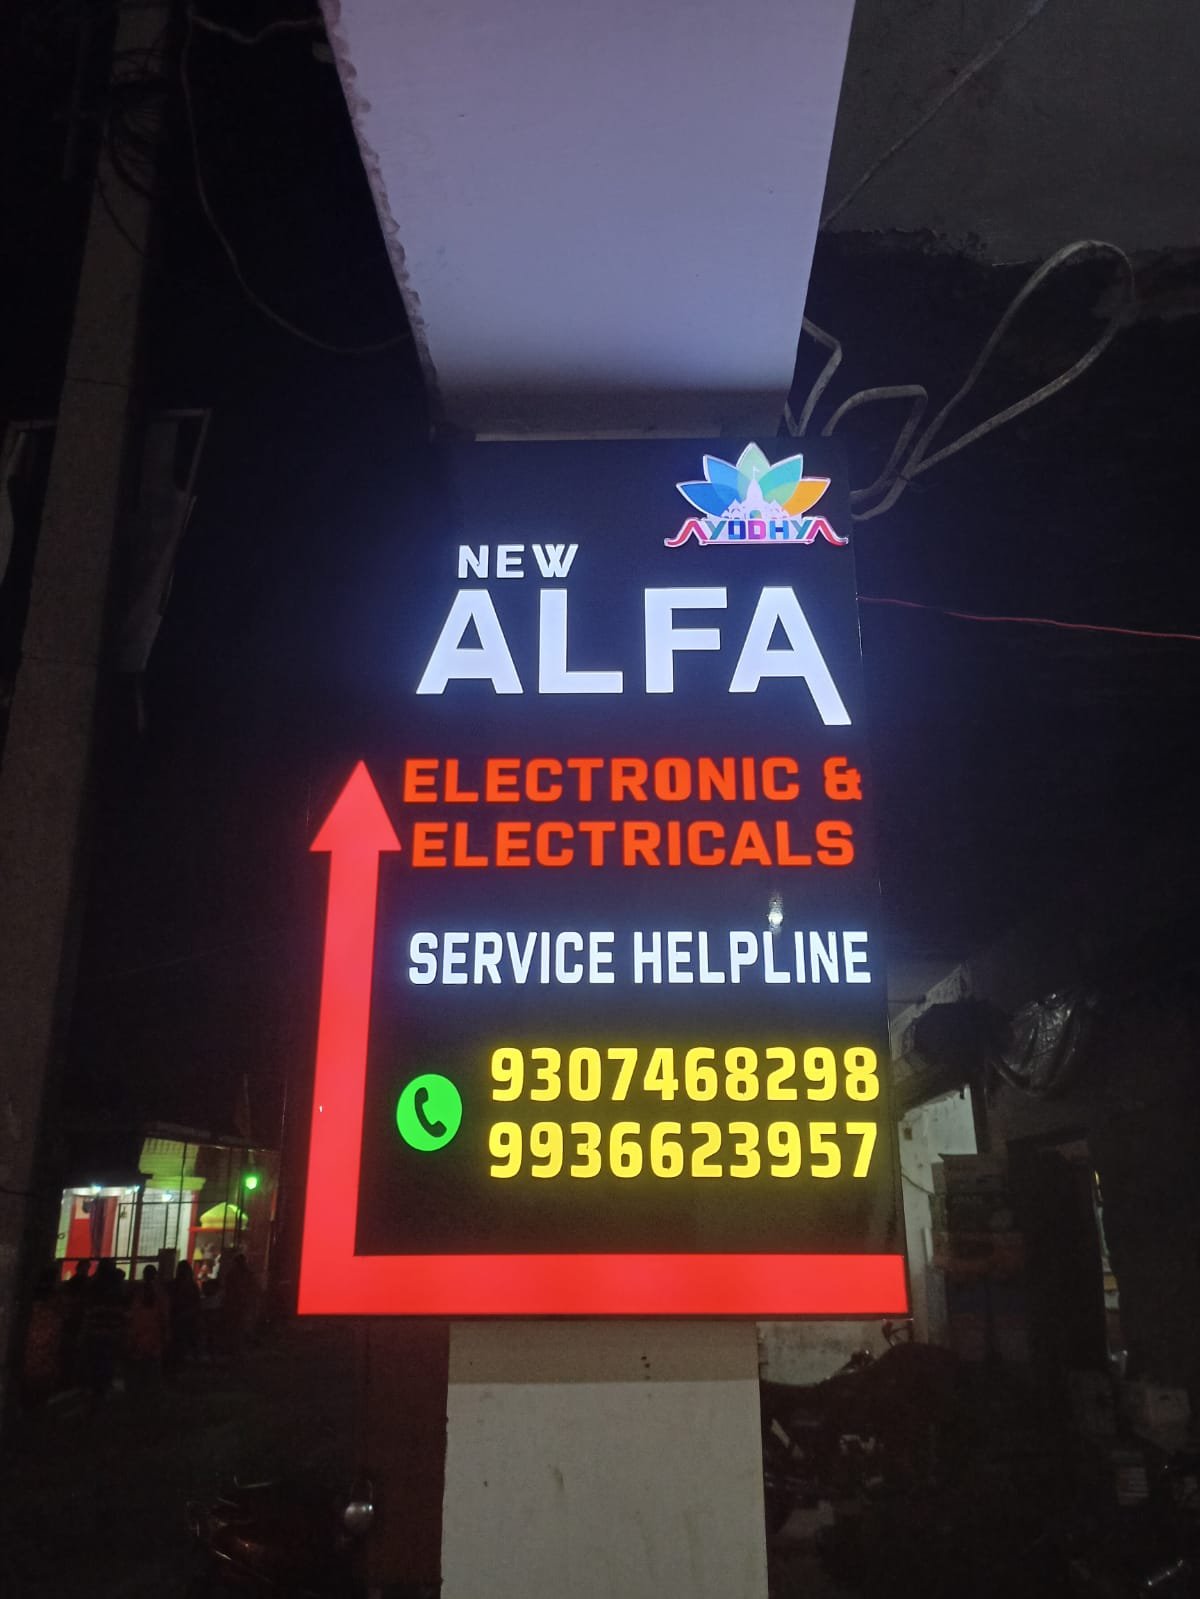 AYODHYA
NEW
ALFA
ELECTRONIC &
ELECTRICALS
SERVICE HELPLINE
9307468298
9936623957